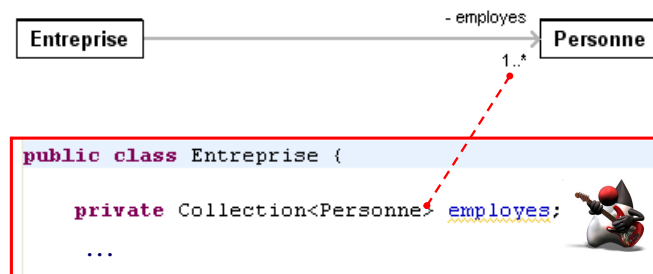 - employes
Entreprise
Personne
1..*
public class Entreprise {
private Collection<Personne> employes;
...